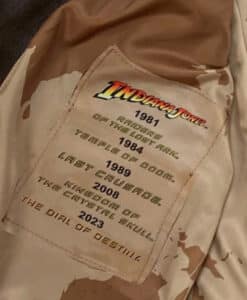 INDIANA JONES
1981
RAIDERS
OF THE LOST ARK.
1984
TEMPLE OF DOOM.
1989
LAST CRUSADE.
2008
THE KINGDOM OF
THE CRYSTAL SKULL.
2023
THE DIAL OF DESTINY.